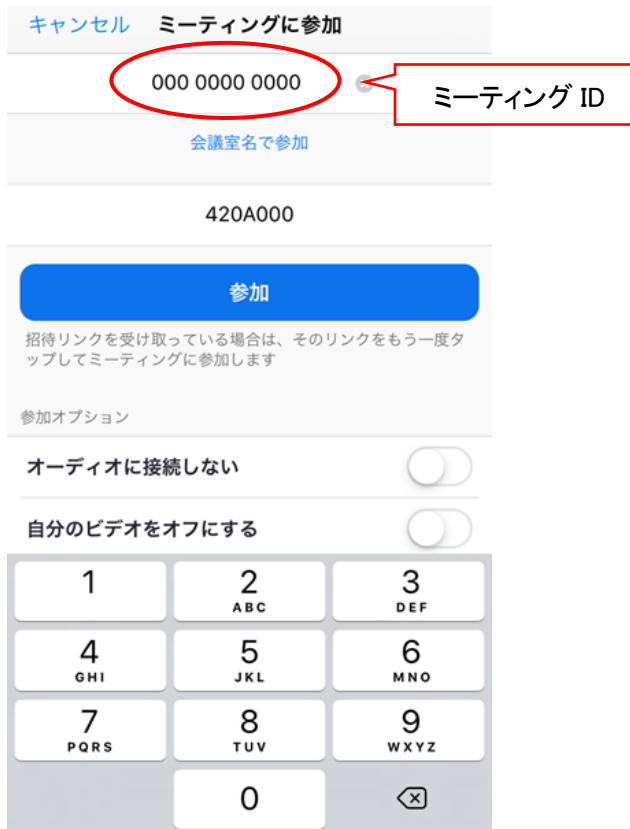 キャンセル ミーティングに参加
000 0000 0000
ミーティング ID
会議室名で参加
420A000
参加
招待リンクを受け取っている場合は、そのリンクをもう一度タ
ップしてミーティングに参加します
参加オプション
オーディオに接続しない
自分のビデオをオフにする
1 2 3
ABC DEF
4 5 6
GHI JKL MNO
7 8 9
PQRS TUV WXYZ
0